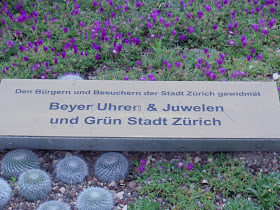 Den Bürgern und Besuchern der Stadt Zürich gewidmet
Beyer Uhren & Juwelen
und Grün Stadt Zürich